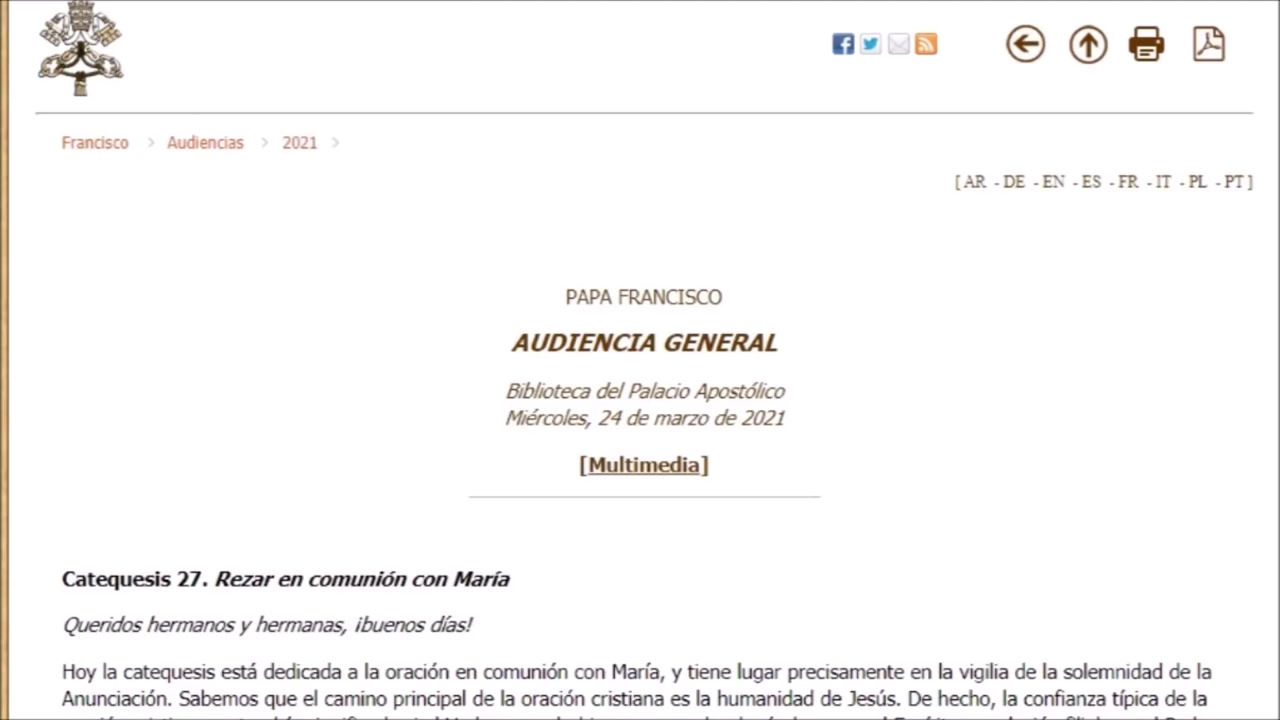 Francisco > Audiencias > 2021 >
[ AR - DE - EN - ES - FR - IT - PL - PT ]
PAPA FRANCISCO
AUDIENCIA GENERAL
Biblioteca del Palacio Apostólico
Miércoles, 24 de marzo de 2021
[Multimedia]
Catequesis 27. Rezar en comunión con María
Queridos hermanos y hermanas, ¡buenos días!
Hoy la catequesis está dedicada a la oración en comunión con María, y tiene lugar precisamente en la vigilia de la solemnidad de la
Anunciación. Sabemos que el camino principal de la oración cristiana es la humanidad de Jesús. De hecho, la confianza típica de la